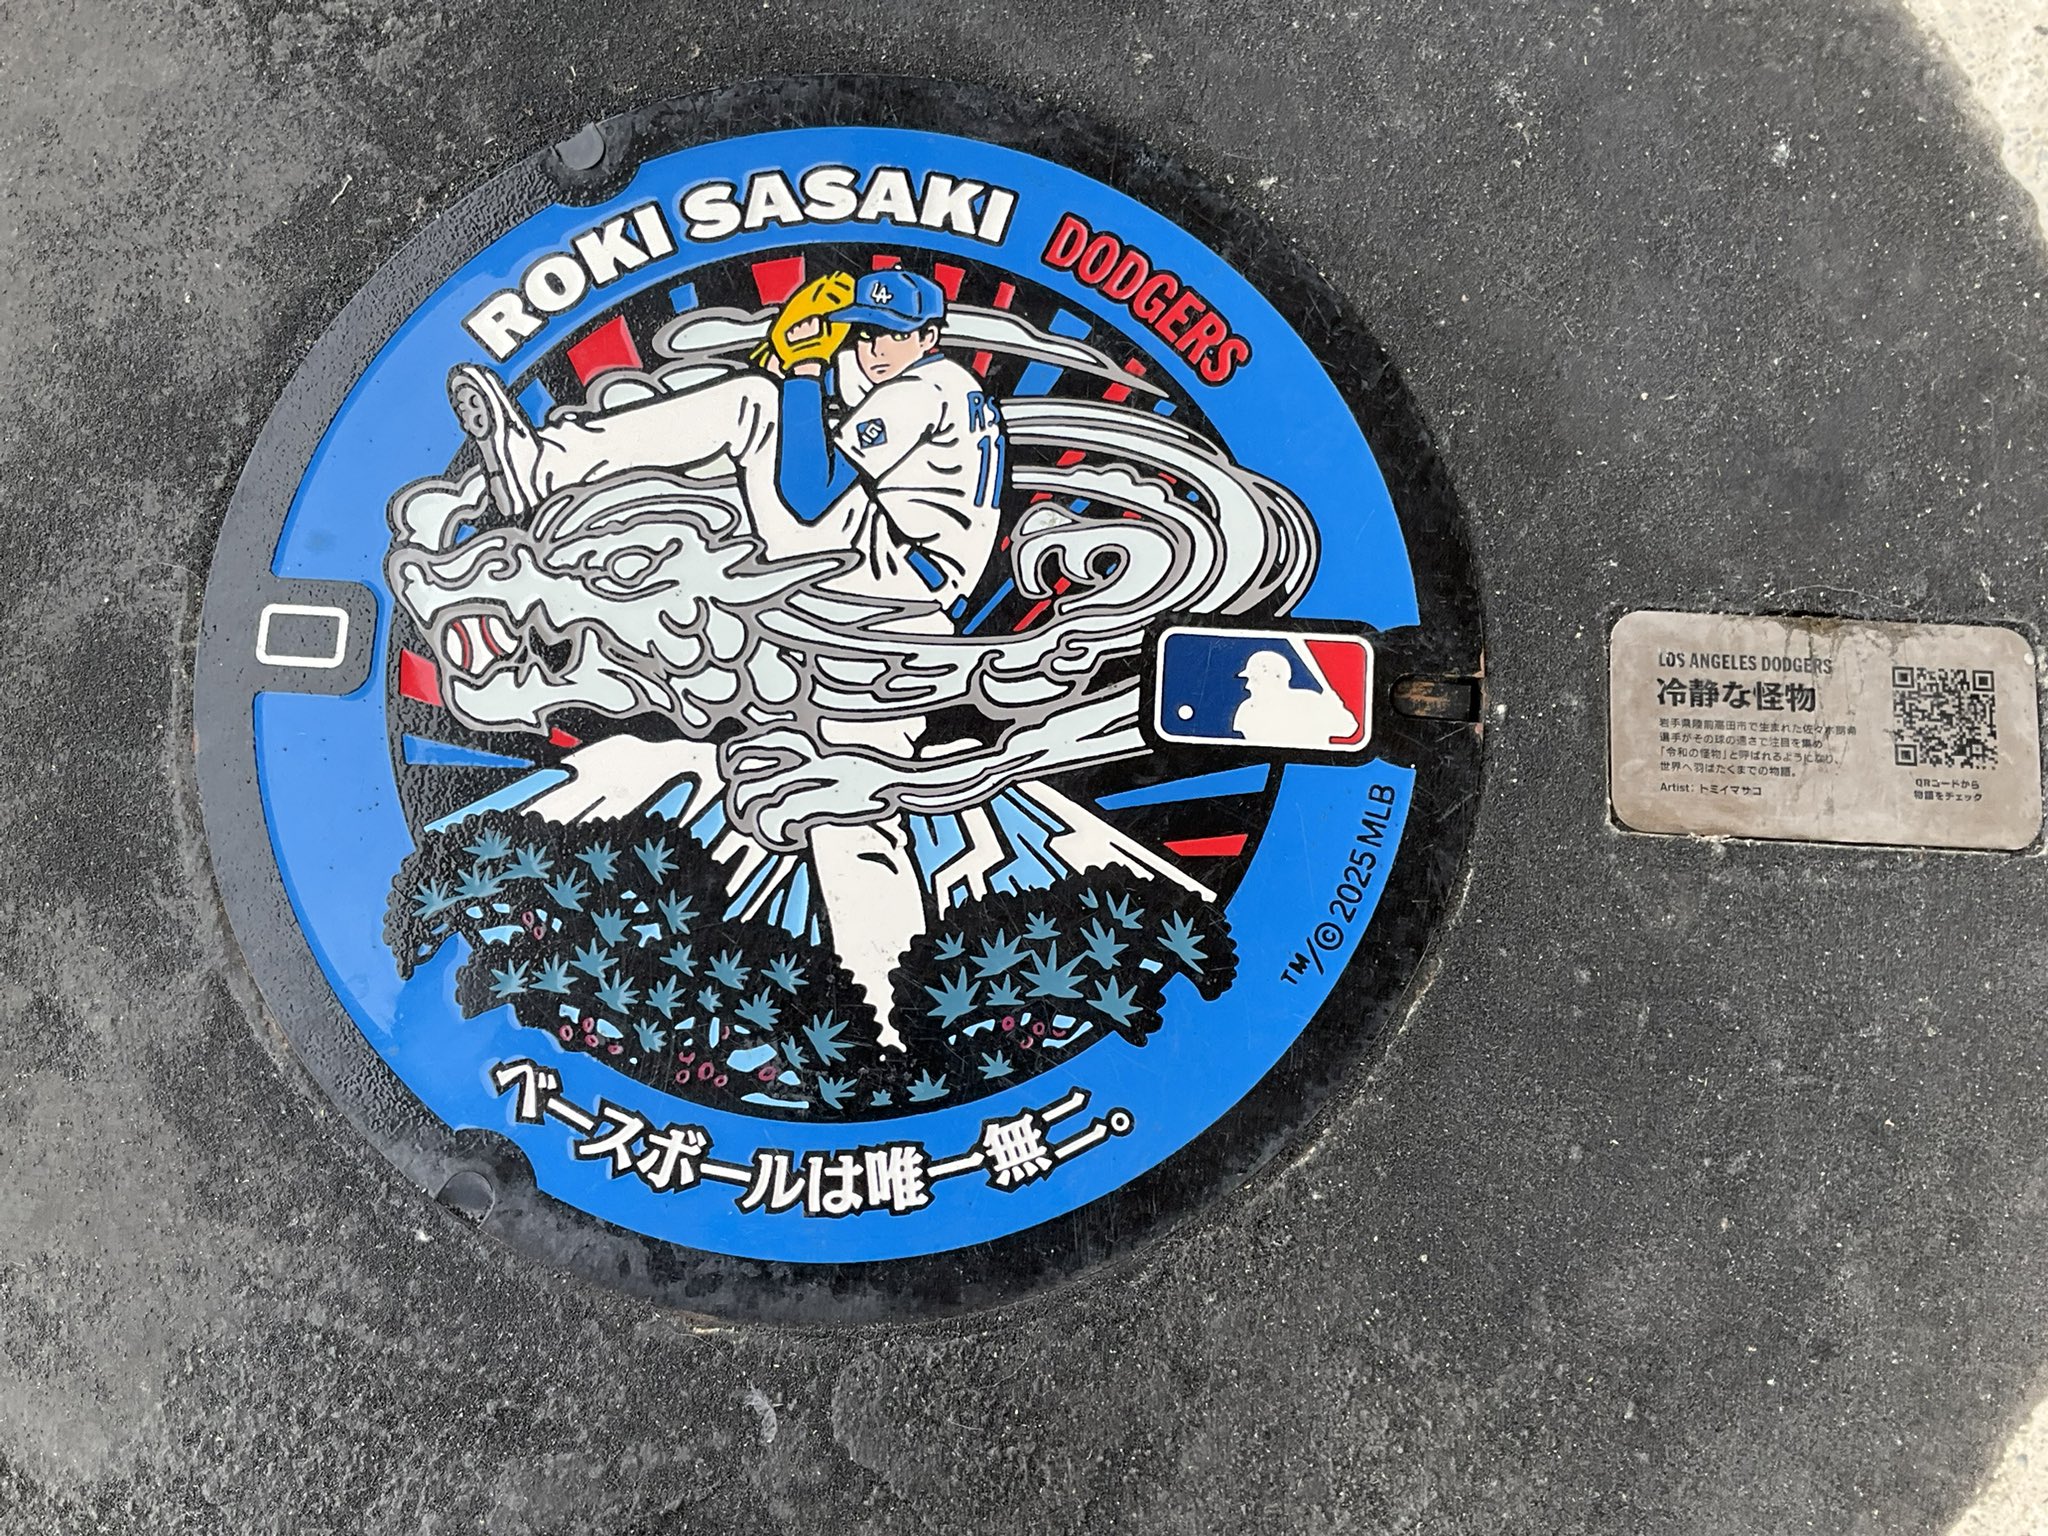 ROKI SASAKI DODGERS
LA
RS
11
TM/© 2025 MLB
ベースボールは唯一無二。
LOS ANGELES DODGERS
冷静な怪物
岩手県陸前高田市で生まれた佐々木朗希
選手がその球の速さで注目を集め
「令和の怪物」と呼ばれるようになり、
世界へ羽ばたくまでの物語。
Artist: トミイマサコ
QRコードから
物語をチェック